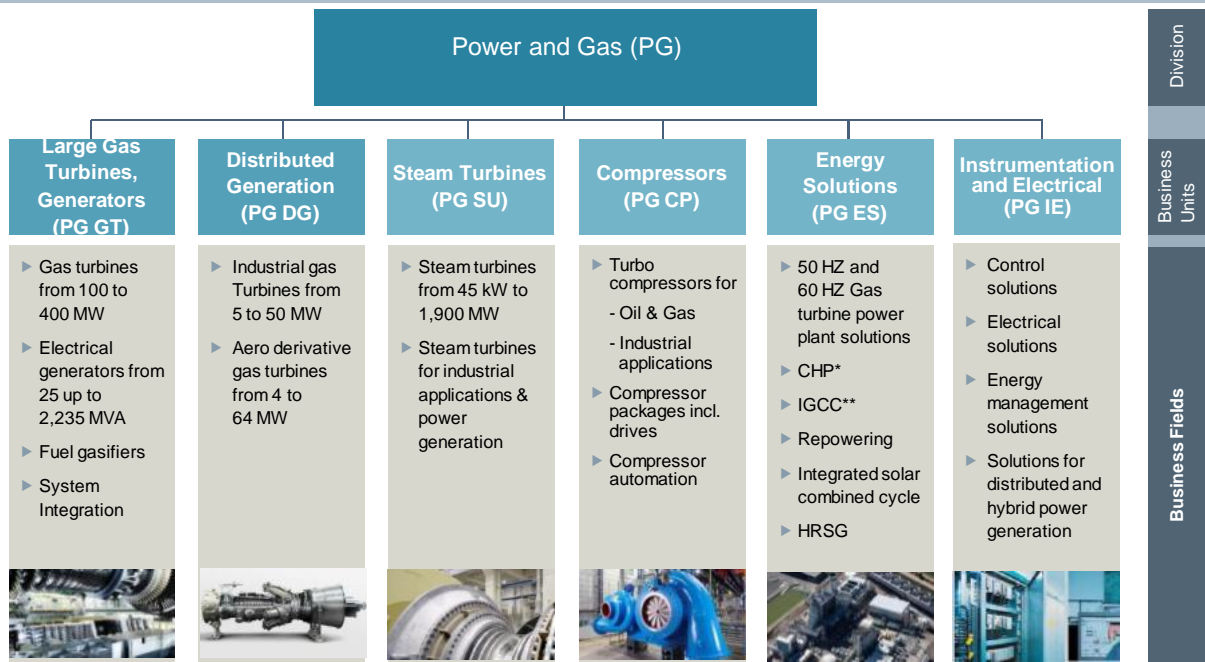 Power and Gas (PG)
Division
Large Gas
Turbines,
Generators
(PG GT)
Distributed
Generation
(PG DG)
Steam Turbines
(PG SU)
Compressors
(PG CP)
Energy
Solutions
(PG ES)
Instrumentation
and Electrical
(PG IE)
Business
Units
Gas turbines
from 100 to
400 MW
Electrical
generators from
25 up to
2,235 MVA
Fuel gasifiers
System
Integration
Industrial gas
Turbines from
5 to 50 MW
Aero derivative
gas turbines
from 4 to
64 MW
Steam turbines
from 45 kW to
1,900 MW
Steam turbines
for industrial
applications &
power
generation
Turbo
compressors for
- Oil & Gas
- Industrial
applications
Compressor
packages incl.
drives
Compressor
automation
50 HZ and
60 HZ Gas
turbine power
plant solutions
CHP*
IGCC**
Repowering
Integrated solar
combined cycle
HRSG
Control
solutions
Electrical
solutions
Energy
management
solutions
Solutions for
distributed and
hybrid power
generation
Business Fields